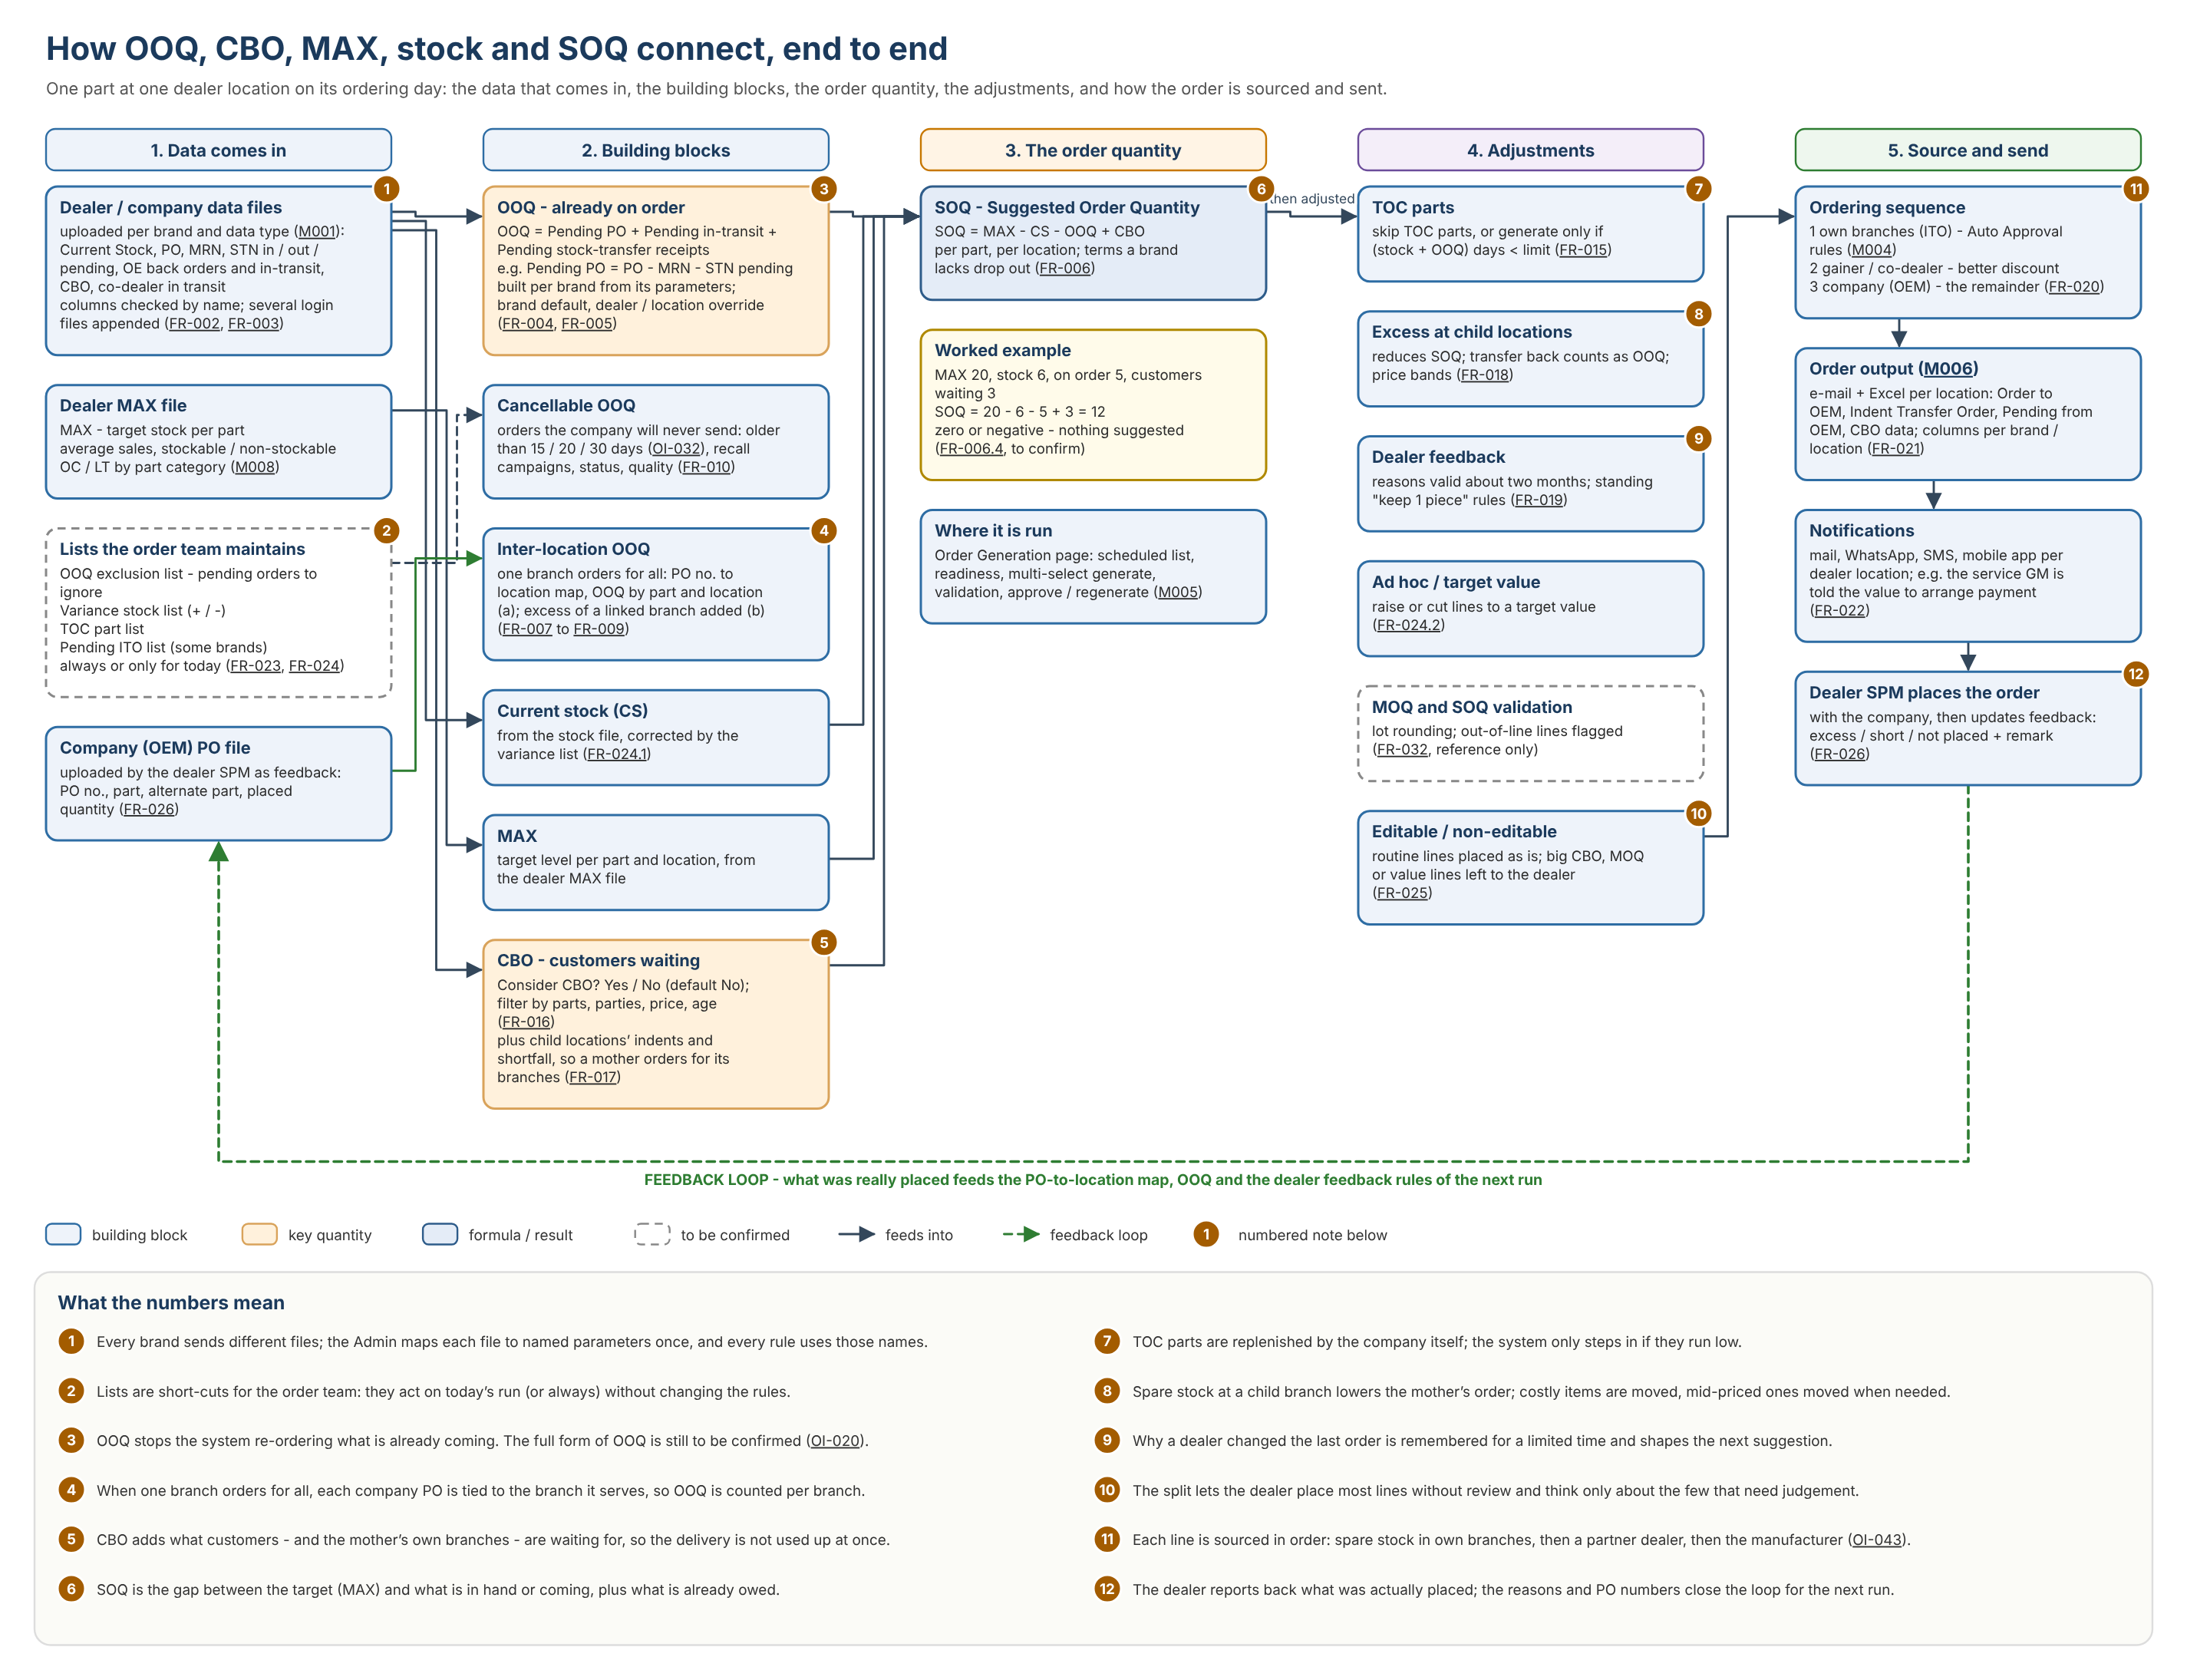 How OOQ, CBO, MAX, stock and SOQ connect, end to end
One part at one dealer location on its ordering day: the data that comes in, the building blocks, the order quantity, the adjustments, and how the order is sourced and sent.
1. Data comes in
1
Dealer / company data files
uploaded per brand and data type (M001):
Current Stock, PO, MRN, STN in / out /
pending, OE back orders and in-transit,
CBO, co-dealer in transit
columns checked by name; several login
files appended (FR-002, FR-003)
Dealer MAX file
MAX - target stock per part
average sales, stockable / non-stockable
OC / LT by part category (M008)
2
Lists the order team maintains
OOQ exclusion list - pending orders to
ignore
Variance stock list (+ / -)
TOC part list
Pending ITO list (some brands)
always or only for today (FR-023, FR-024)
Company (OEM) PO file
uploaded by the dealer SPM as feedback:
PO no., part, alternate part, placed
quantity (FR-026)
2. Building blocks
3
OOQ - already on order
OOQ = Pending PO + Pending in-transit +
Pending stock-transfer receipts
e.g. Pending PO = PO - MRN - STN pending
built per brand from its parameters;
brand default, dealer / location override
(FR-004, FR-005)
Cancellable OOQ
orders the company will never send: older
than 15 / 20 / 30 days (OI-032), recall
campaigns, status, quality (FR-010)
4
Inter-location OOQ
one branch orders for all: PO no. to
location map, OOQ by part and location
(a); excess of a linked branch added (b)
(FR-007 to FR-009)
Current stock (CS)
from the stock file, corrected by the
variance list (FR-024.1)
MAX
target level per part and location, from
the dealer MAX file
5
CBO - customers waiting
Consider CBO? Yes / No (default No);
filter by parts, parties, price, age
(FR-016)
plus child locations’ indents and
shortfall, so a mother orders for its
branches (FR-017)
3. The order quantity
6
SOQ - Suggested Order Quantity
SOQ = MAX - CS - OOQ + CBO
per part, per location; terms a brand
lacks drop out (FR-006)
then adjusted
Worked example
MAX 20, stock 6, on order 5, customers
waiting 3
SOQ = 20 - 6 - 5 + 3 = 12
zero or negative - nothing suggested
(FR-006.4, to confirm)
Where it is run
Order Generation page: scheduled list,
readiness, multi-select generate,
validation, approve / regenerate (M005)
4. Adjustments
7
TOC parts
skip TOC parts, or generate only if
(stock + OOQ) days < limit (FR-015)
8
Excess at child locations
reduces SOQ; transfer back counts as OOQ;
price bands (FR-018)
9
Dealer feedback
reasons valid about two months; standing
"keep 1 piece" rules (FR-019)
Ad hoc / target value
raise or cut lines to a target value
(FR-024.2)
MOQ and SOQ validation
lot rounding; out-of-line lines flagged
(FR-032, reference only)
10
Editable / non-editable
routine lines placed as is; big CBO, MOQ
or value lines left to the dealer
(FR-025)
5. Source and send
11
Ordering sequence
1 own branches (ITO) - Auto Approval
rules (M004)
2 gainer / co-dealer - better discount
3 company (OEM) - the remainder (FR-020)
Order output (M006)
e-mail + Excel per location: Order to
OEM, Indent Transfer Order, Pending from
OEM, CBO data; columns per brand /
location (FR-021)
Notifications
mail, WhatsApp, SMS, mobile app per
dealer location; e.g. the service GM is
told the value to arrange payment
(FR-022)
12
Dealer SPM places the order
with the company, then updates feedback:
excess / short / not placed + remark
(FR-026)
FEEDBACK LOOP - what was really placed feeds the PO-to-location map, OOQ and the dealer feedback rules of the next run
building block
key quantity
formula / result
to be confirmed
feeds into
feedback loop
1 numbered note below
What the numbers mean
1 Every brand sends different files; the Admin maps each file to named parameters once, and every rule uses those names.
2 Lists are short-cuts for the order team: they act on today’s run (or always) without changing the rules.
3 OOQ stops the system re-ordering what is already coming. The full form of OOQ is still to be confirmed (OI-020).
4 When one branch orders for all, each company PO is tied to the branch it serves, so OOQ is counted per branch.
5 CBO adds what customers - and the mother’s own branches - are waiting for, so the delivery is not used up at once.
6 SOQ is the gap between the target (MAX) and what is in hand or coming, plus what is already owed.
7 TOC parts are replenished by the company itself; the system only steps in if they run low.
8 Spare stock at a child branch lowers the mother’s order; costly items are moved, mid-priced ones moved when needed.
9 Why a dealer changed the last order is remembered for a limited time and shapes the next suggestion.
10 The split lets the dealer place most lines without review and think only about the few that need judgement.
11 Each line is sourced in order: spare stock in own branches, then a partner dealer, then the manufacturer (OI-043).
12 The dealer reports back what was actually placed; the reasons and PO numbers close the loop for the next run.